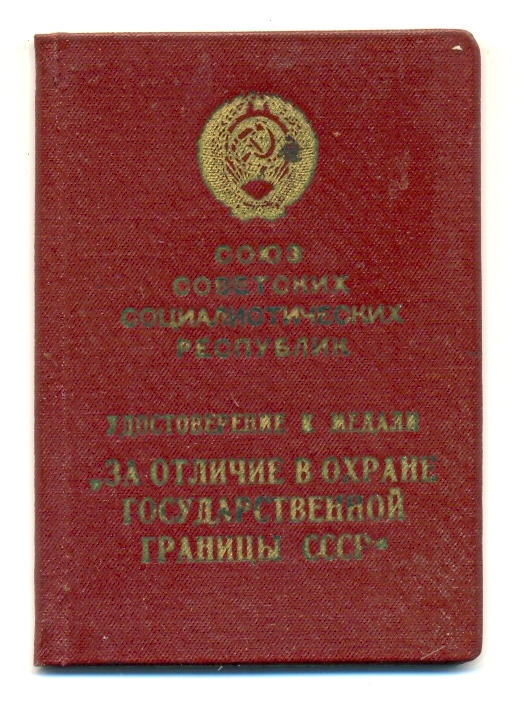 СОЮЗ
СОВЕТСКИХ
СОЦИАЛИСТИЧЕСКИХ
РЕСПУБЛИК
УДОСТОВЕРЕНИЕ К МЕДАЛИ
„ЗА ОТЛИЧИЕ В ОХРАНЕ
ГОСУДАРСТВЕННОЙ
ГРАНИЦЫ СССР“